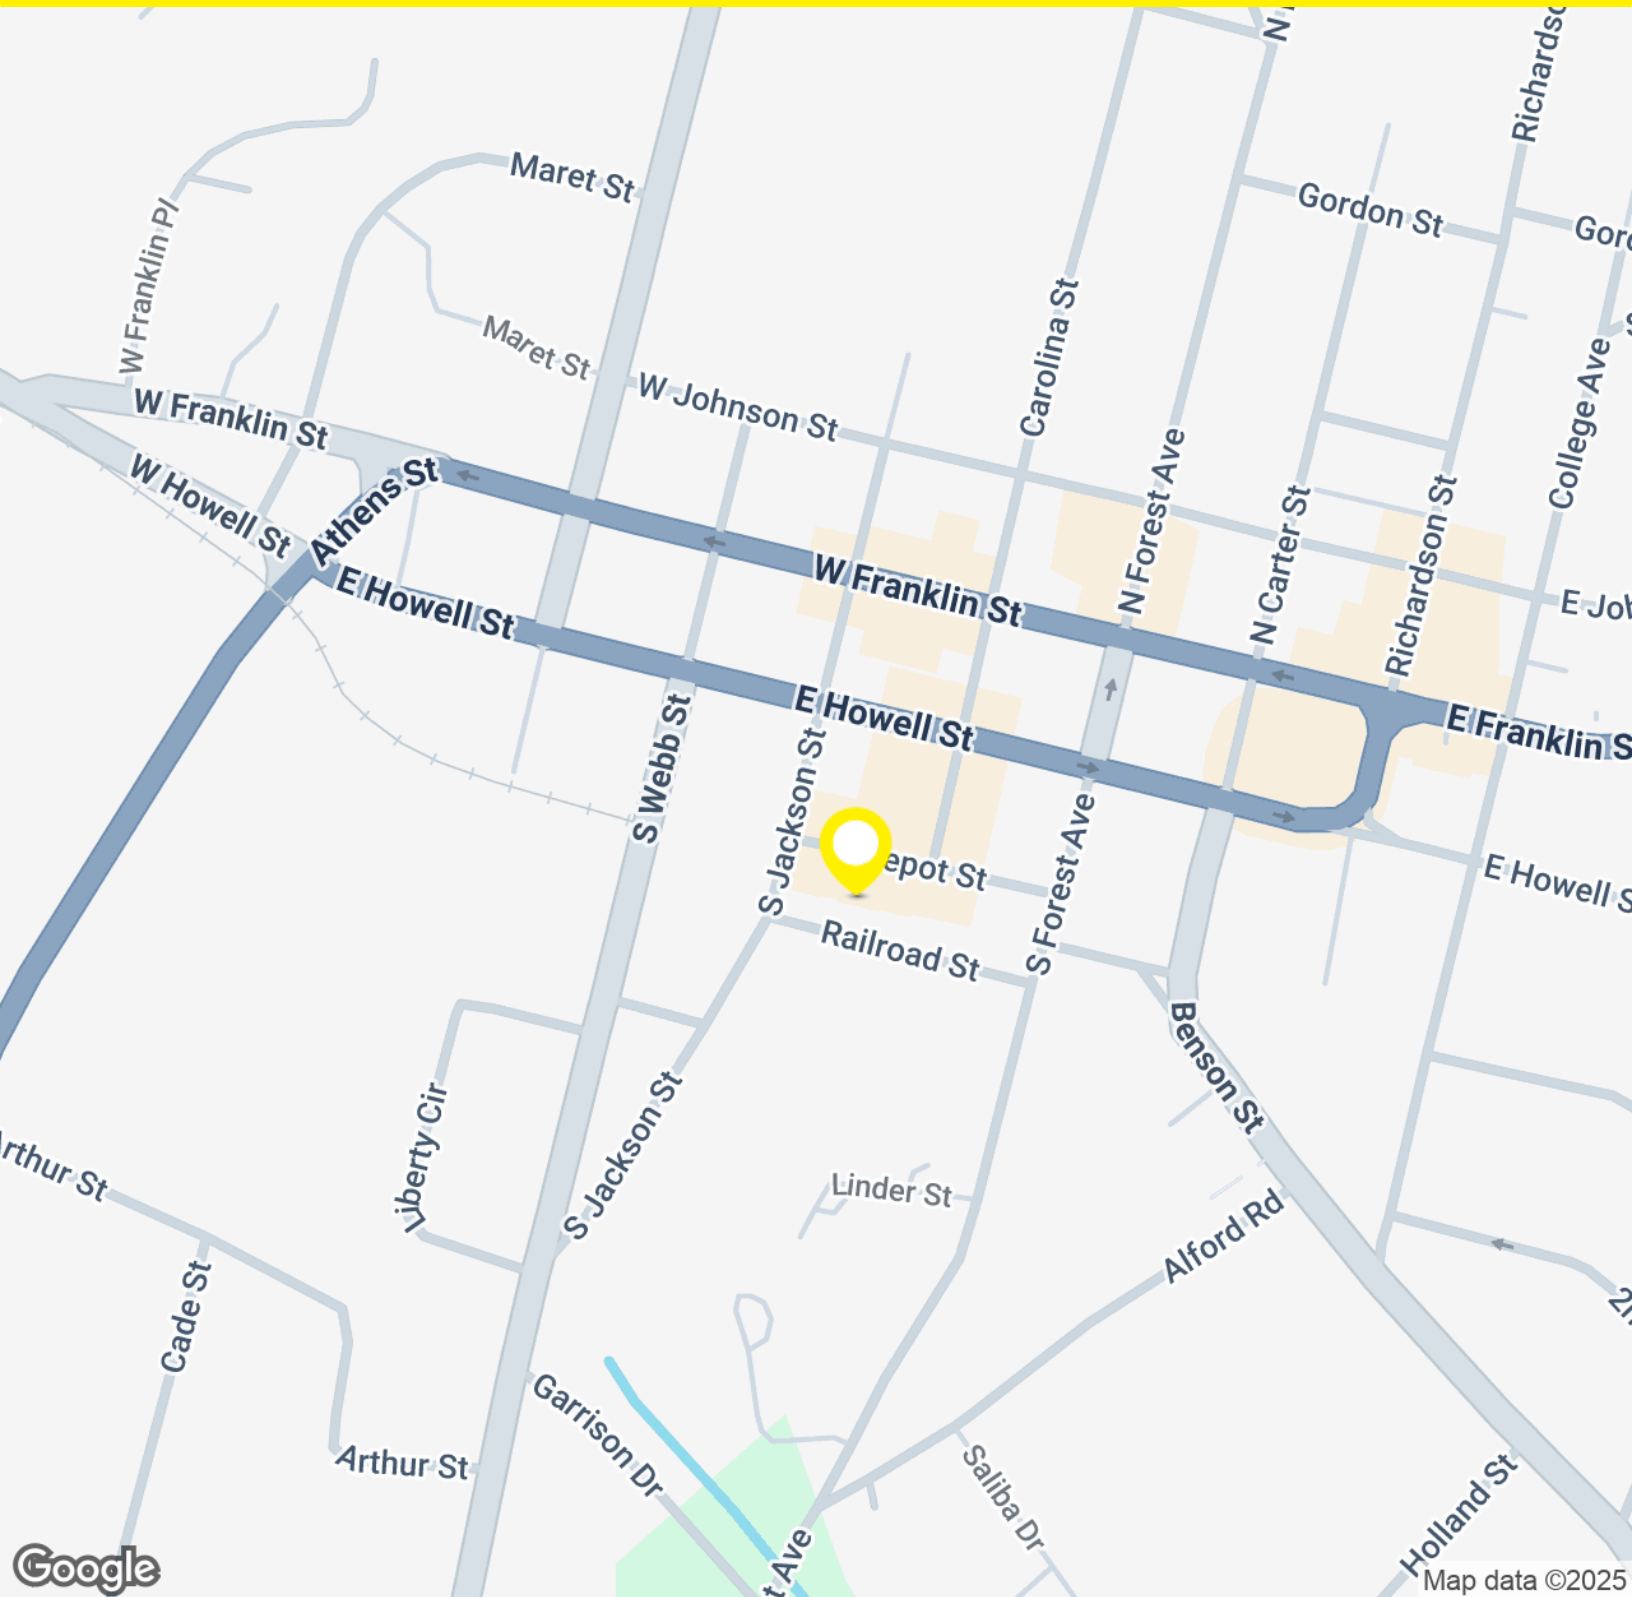 N
Richardso
Maret St
Gordon St
Gord
W Franklin Pl
Maret St
Carolina St
W Johnson St
College Ave
W Franklin St
N Forest Ave
W Howell St
Athens St
N Carter St
Richardson St
W Franklin St
E Joh
E Howell St
E Howell St
E Franklin S
S Webb St
S Jackson St
S Forest Ave
epot St
E Howell S
Railroad St
Benson St
Liberty Cir
S Jackson St
Arthur St
Linder St
Alford Rd
Cade St
2n
Garrison Dr
Arthur St
Saliba Dr
Holland St
t Ave
Google
Map data ©2025